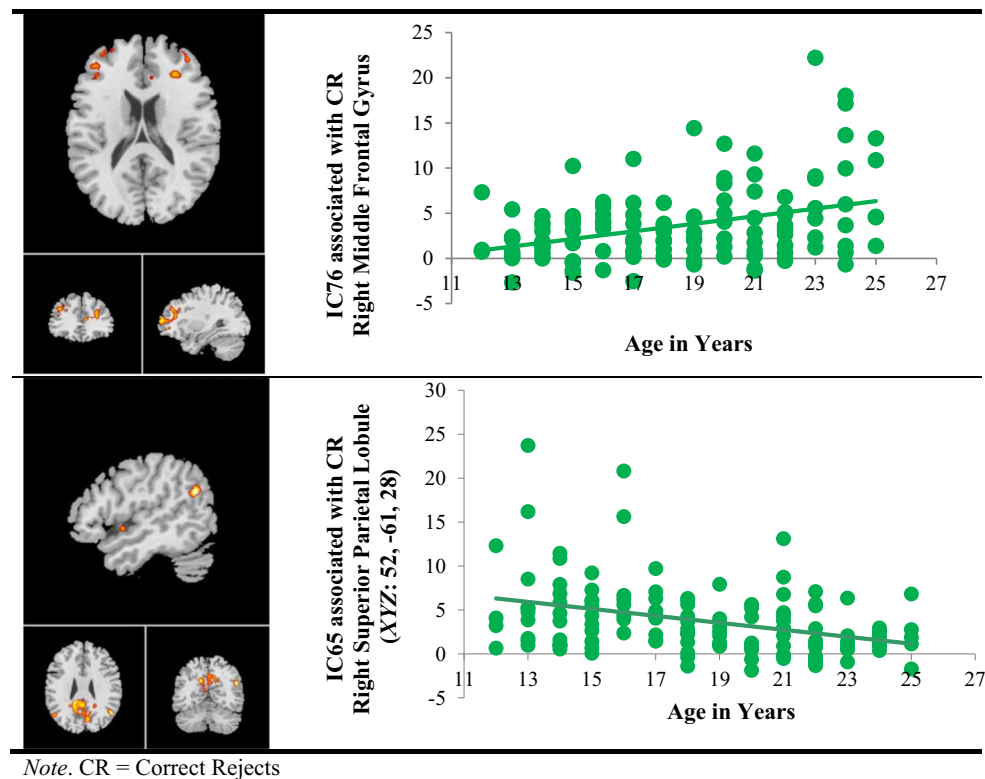 IC76 associated with CR
Right Middle Frontal Gyrus
25
20
15
10
5
0
-5
11 13 15 17 19 21 23 25 27
Age in Years
IC65 associated with CR
Right Superior Parietal Lobule
(XYZ: 52, -61, 28)
30
25
20
15
10
5
0
-5
11 13 15 17 19 21 23 25 27
Age in Years
Note. CR = Correct Rejects